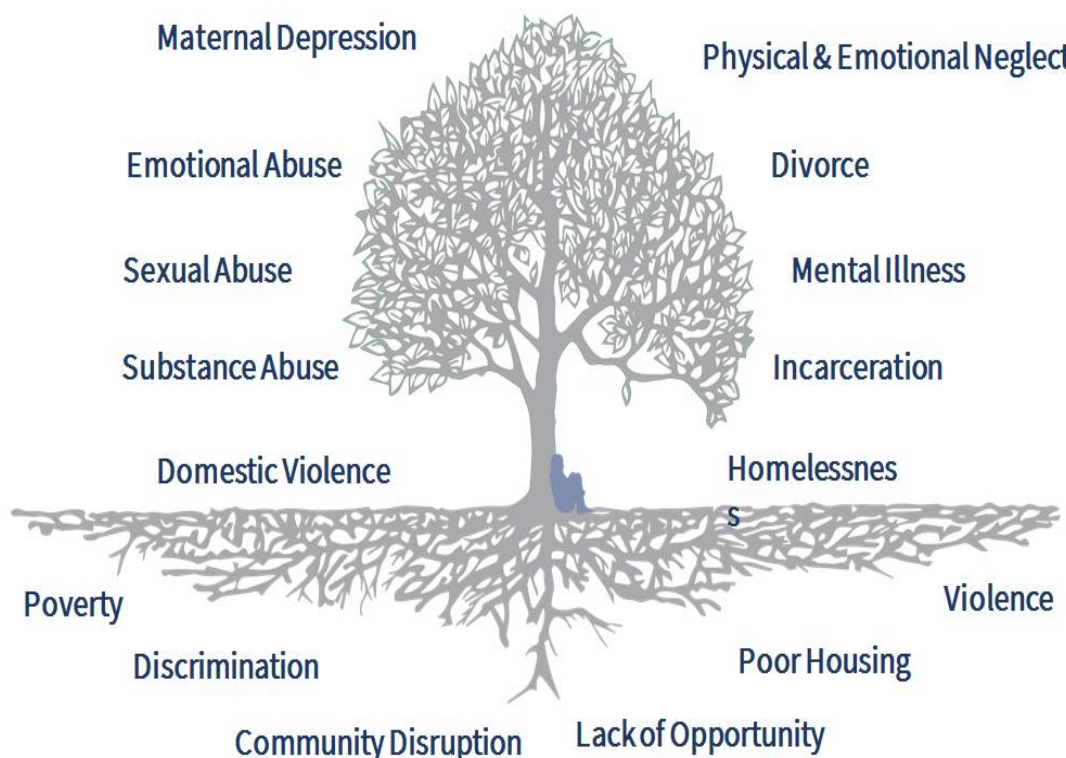 Maternal Depression
Physical & Emotional Neglect
Emotional Abuse
Divorce
Sexual Abuse
Mental Illness
Substance Abuse
Incarceration
Domestic Violence
Homelessnes
s
Poverty
Violence
Discrimination
Poor Housing
Community Disruption
Lack of Opportunity